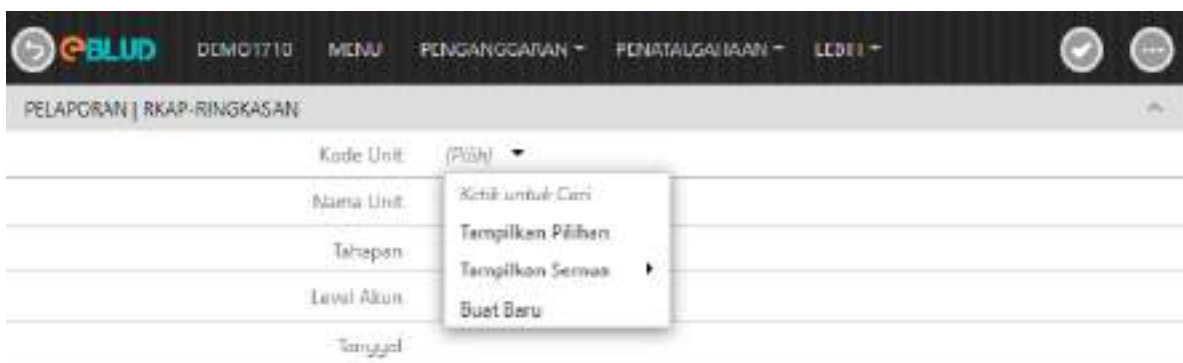 eBLUD DEMO1710 MENU PENGANGGARAN PENATAUSAHAAN LEBIH
PELAPORAN | RKAP-RINGKASAN
Kode Unit (Pilih)
Nama Unit Ketik untuk Cari
Tampilkan Pilihan
Tahapan
Tampilkan Semua
Level Akun
Buat Baru
Tanggal